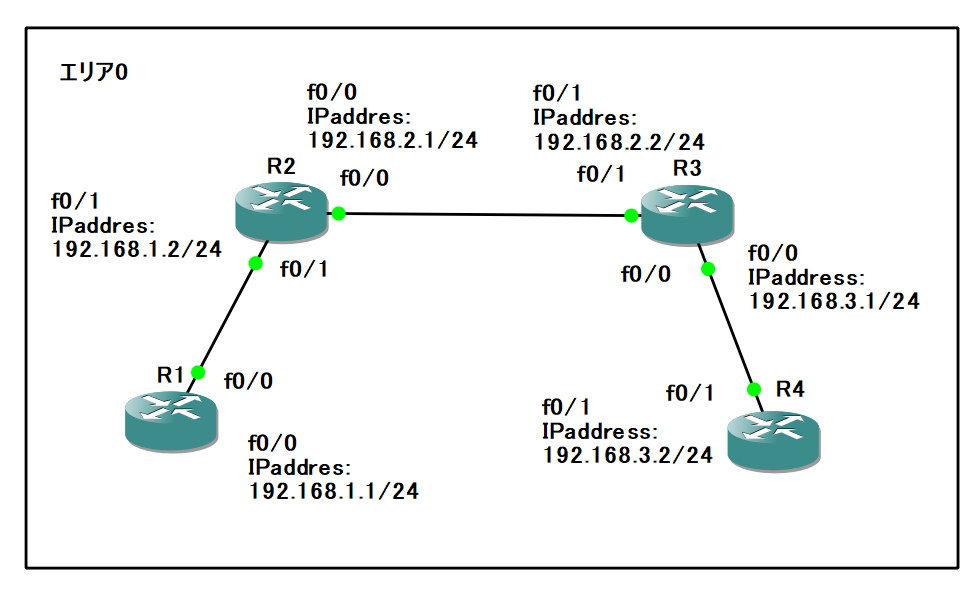 エリア0
f0/0
IPaddres:
192.168.2.1/24
f0/1
IPaddres:
192.168.2.2/24
R2
f0/0
f0/1
R3
f0/1
IPaddres:
192.168.1.2/24
f0/1
f0/0
f0/0
IPaddress:
192.168.3.1/24
R1
f0/0
f0/0
IPaddres:
192.168.1.1/24
f0/1
R4
f0/1
IPaddress:
192.168.3.2/24